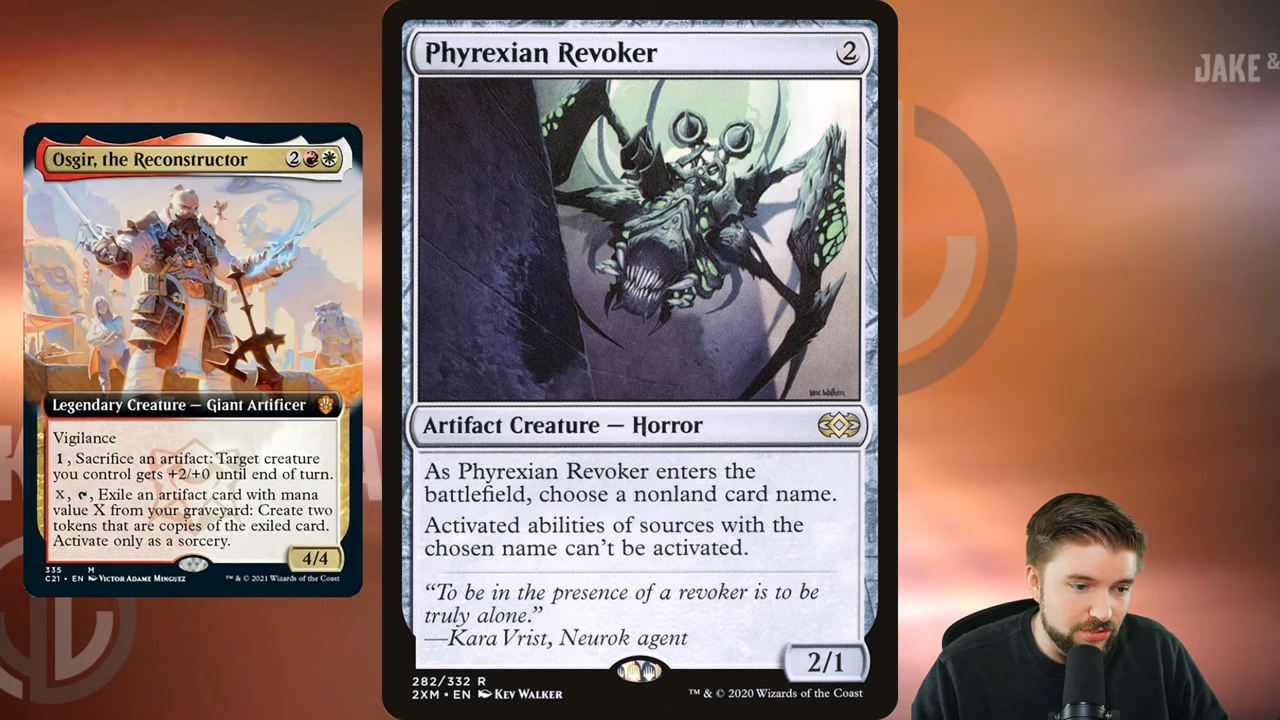 JAKE &
Osgir, the Reconstructor 2
Legendary Creature — Giant Artificer
Vigilance
1, Sacrifice an artifact: Target creature
you control gets +2/+0 until end of turn.
X, , Exile an artifact card with mana
value X from your graveyard: Create two
tokens that are copies of the exiled card.
Activate only as a sorcery.
4/4
335 M
C21 • EN Victor Adame Minguez
™ & © 2021 Wizards of the Coast
Phyrexian Revoker 2
Kev Walker
Artifact Creature — Horror
As Phyrexian Revoker enters the
battlefield, choose a nonland card name.
Activated abilities of sources with the
chosen name can't be activated.
“To be in the presence of a revoker is to be
truly alone.”
—Kara Vrist, Neurok agent
2/1
282/332 R
2XM • EN Kev Walker
™ & © 2020 Wizards of the Coast